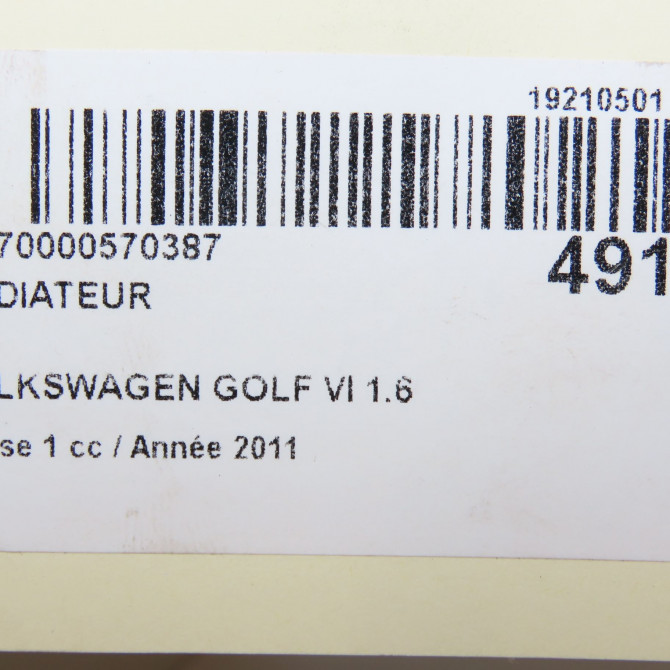 19210501
70000570387
491
DIATEUR
LKSWAGEN GOLF VI 1.6
se 1 cc / Année 2011